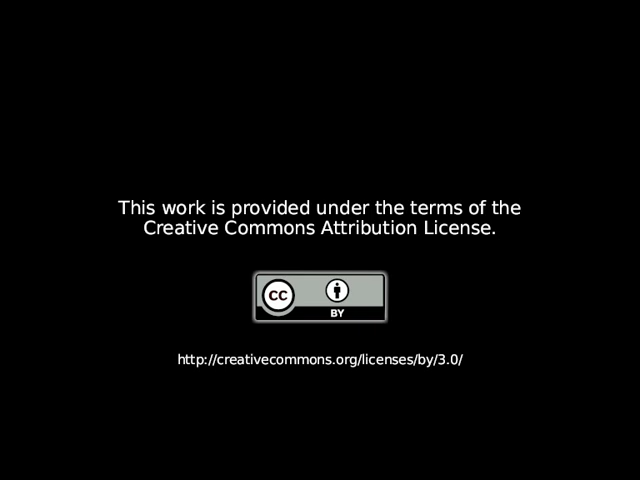 This work is provided under the terms of the
Creative Commons Attribution License.
CC
BY
http://creativecommons.org/licenses/by/3.0/